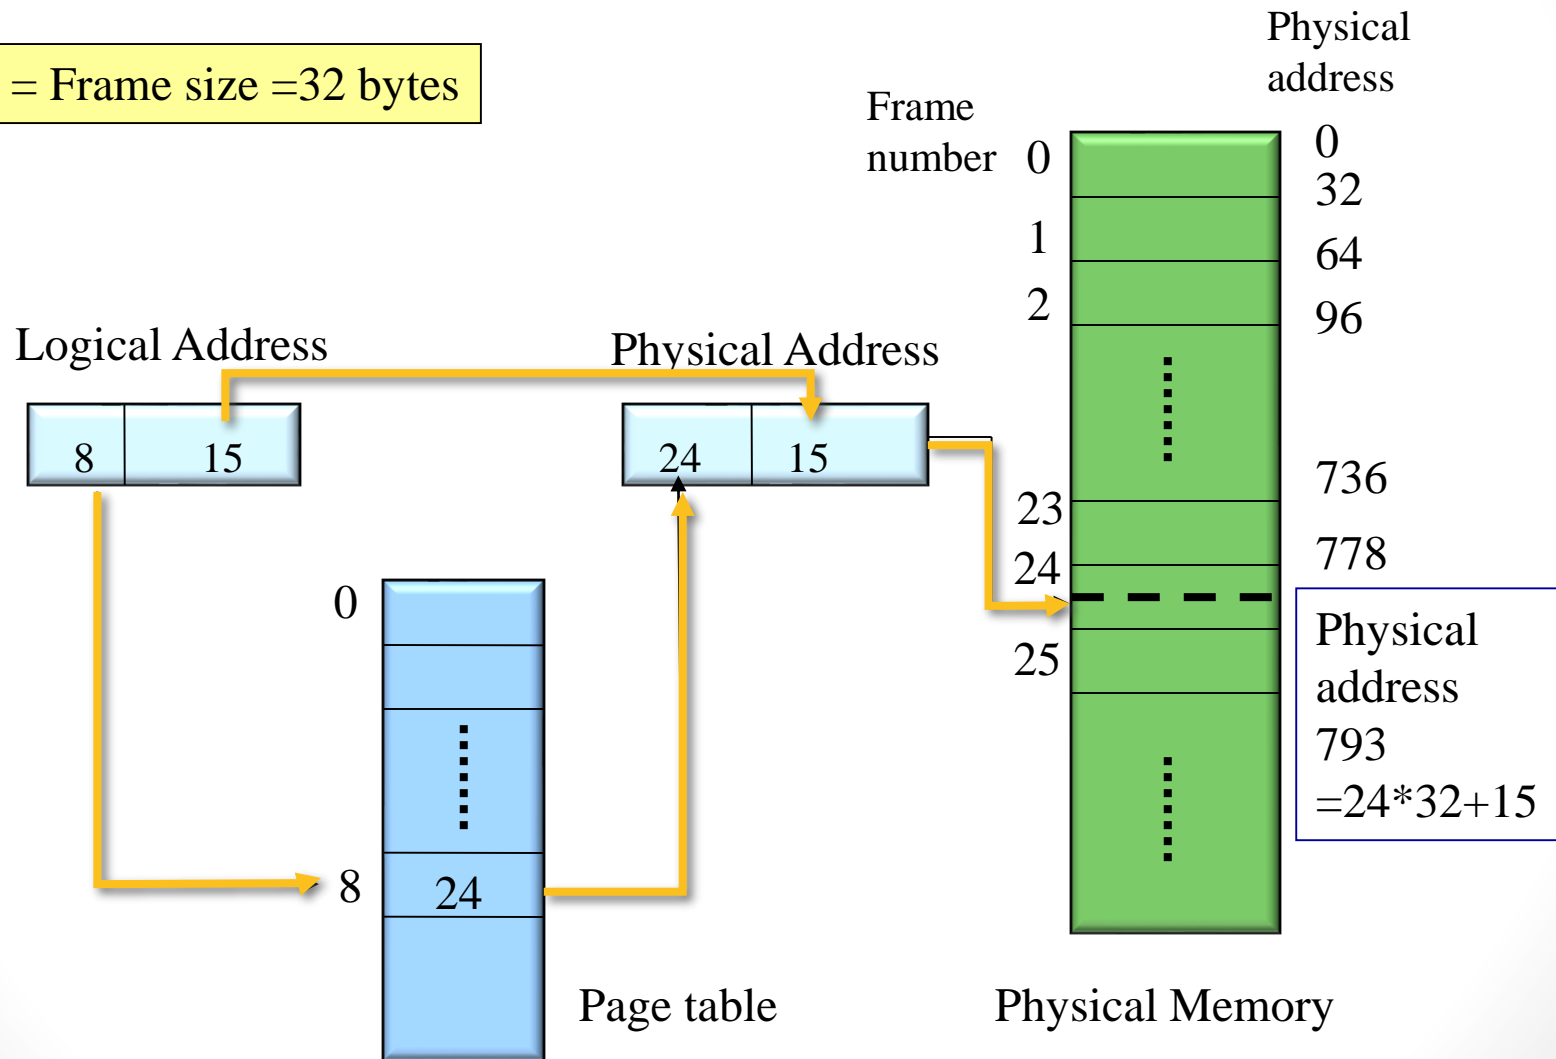 = Frame size =32 bytes
Physical
address
Frame
number
0
1
2
23
24
25
0
32
64
96
736
778
Logical Address
8 15
Physical Address
24 15
0
8
24
Page table
Physical
address
793
=24*32+15
Physical Memory